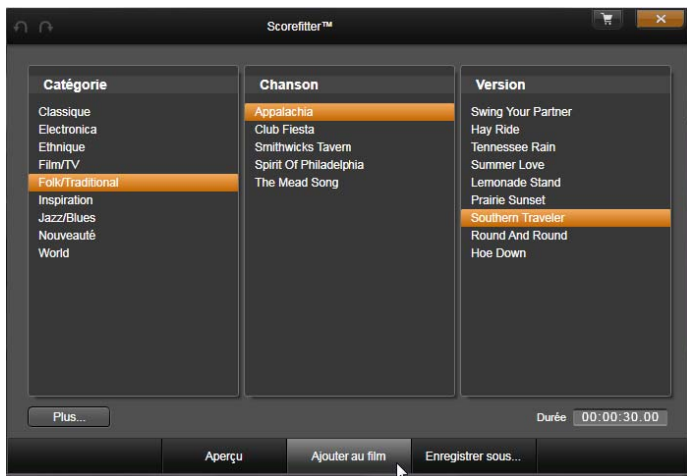 Scorefitter™
Catégorie
Classique
Electronica
Ethnique
Film/TV
Folk/Traditional
Inspiration
Jazz/Blues
Nouveauté
World
Chanson
Appalachia
Club Fiesta
Smithwicks Tavern
Spirit Of Philadelphia
The Mead Song
Version
Swing Your Partner
Hay Ride
Tennessee Rain
Summer Love
Lemonade Stand
Prairie Sunset
Southern Traveler
Round And Round
Hoe Down
Plus...
Durée 00:00:30.00
Aperçu
Ajouter au film
Enregistrer sous...